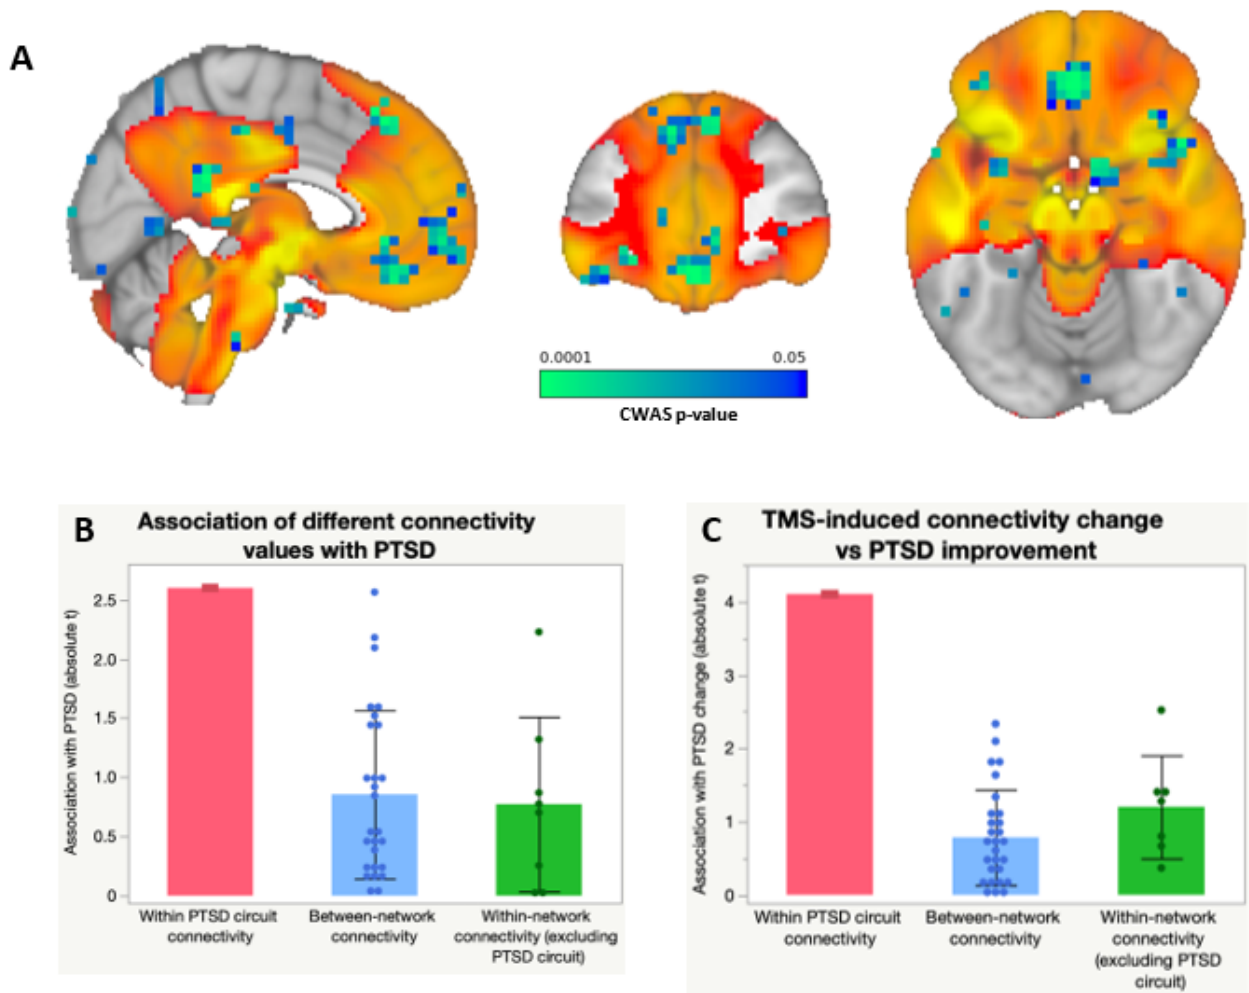 A
0.0001 0.05
CWAS p-value
B
Association of different connectivity
values with PTSD
Association with PTSD (absolute t)
2.5
2.0
1.5
1.0
0.5
0
Within PTSD circuit
connectivity
Between-network
connectivity
Within-network
connectivity (excluding
PTSD circuit)
C
TMS-induced connectivity change
vs PTSD improvement
Association with PTSD change (absolute t)
4
3
2
1
0
Within PTSD circuit
connectivity
Between-network
connectivity
Within-network
connectivity
(excluding PTSD
circuit)